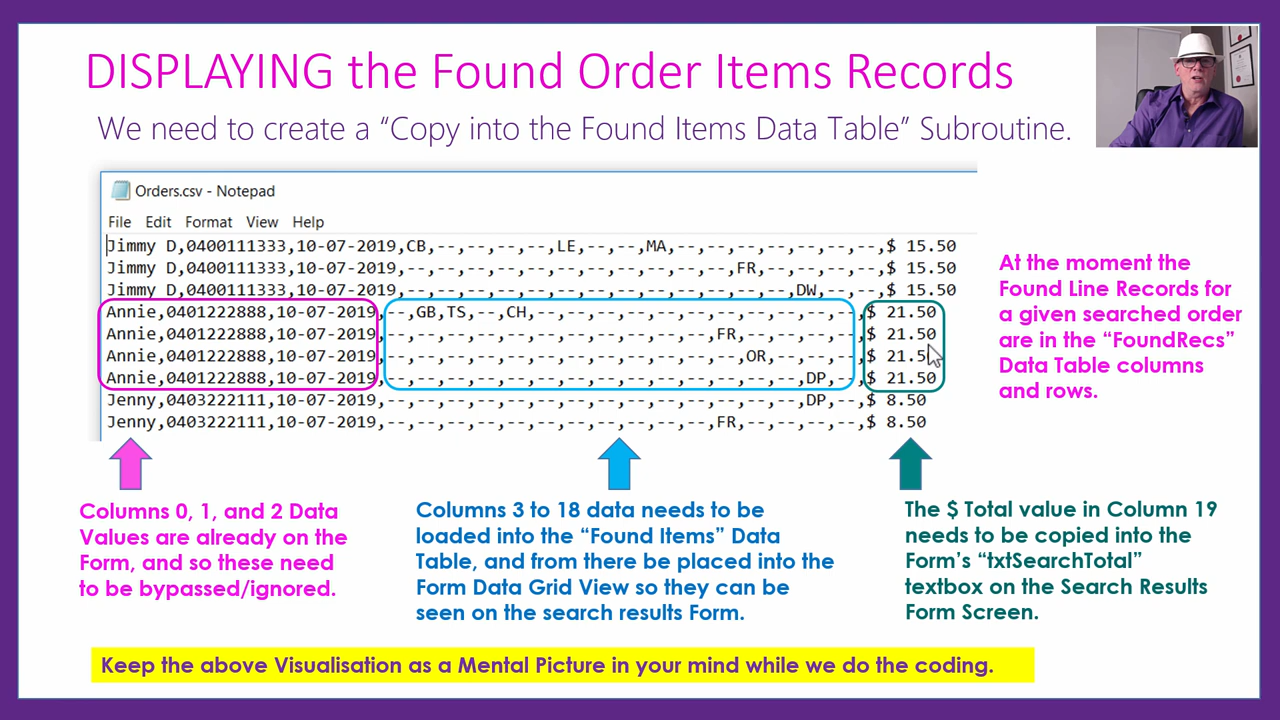 DISPLAYING the Found Order Items Records
We need to create a “Copy into the Found Items Data Table” Subroutine.
Orders.csv - Notepad
File Edit Format View Help
Jimmy D,0400111333,10-07-2019,CB,--,--,--,--,LE,--,--,MA,--,--,--,--,--,--,--,$ 15.50
Jimmy D,0400111333,10-07-2019,--,--,--,--,--,--,--,--,--,--,--,FR,--,--,--,--,$ 15.50
Jimmy D,0400111333,10-07-2019,--,--,--,--,--,--,--,--,--,--,--,--,--,DW,--,--,$ 15.50
Annie,0401222888,10-07-2019,--,GB,TS,--,CH,--,--,--,--,--,--,--,--,--,--,--,$ 21.50
Annie,0401222888,10-07-2019,--,--,--,--,--,--,--,--,--,--,--,FR,--,--,--,--,$ 21.50
Annie,0401222888,10-07-2019,--,--,--,--,--,--,--,--,--,--,--,--,OR,--,--,--,$ 21.50
Annie,0401222888,10-07-2019,--,--,--,--,--,--,--,--,--,--,--,--,--,--,DP,--,$ 21.50
Jenny,0403222111,10-07-2019,--,--,--,--,--,--,--,--,--,--,--,--,--,--,DP,--,$ 8.50
Jenny,0403222111,10-07-2019,--,--,--,--,--,--,--,--,--,--,--,FR,--,--,--,--,$ 8.50
At the moment the
Found Line Records for
a given searched order
are in the “FoundRecs”
Data Table columns
and rows.
Columns 0, 1, and 2 Data
Values are already on the
Form, and so these need
to be bypassed/ignored.
Columns 3 to 18 data needs to be
loaded into the “Found Items” Data
Table, and from there be placed into the
Form Data Grid View so they can be
seen on the search results Form.
The $ Total value in Column 19
needs to be copied into the
Form’s “txtSearchTotal”
textbox on the Search Results
Form Screen.
Keep the above Visualisation as a Mental Picture in your mind while we do the coding.